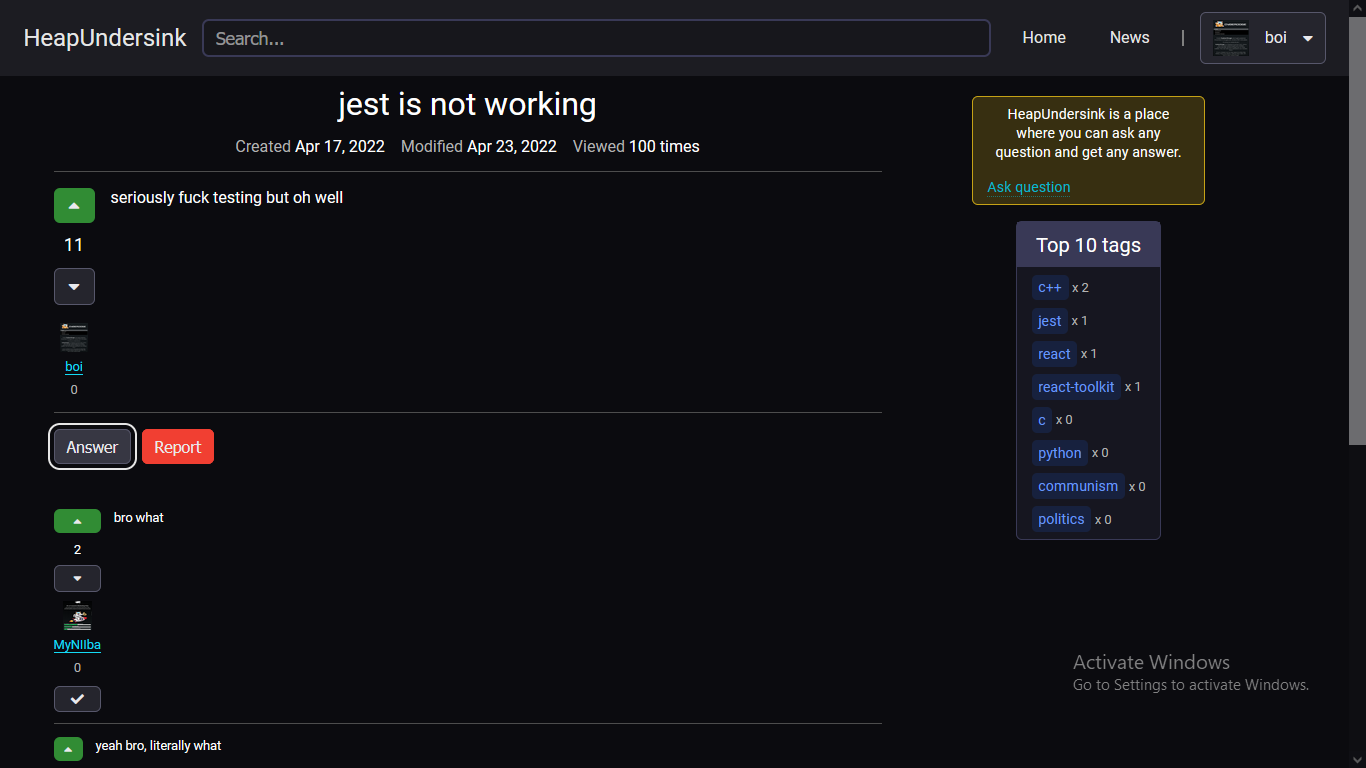 HeapUndersink Search... Home News | boi
jest is not working
Created Apr 17, 2022 Modified Apr 23, 2022 Viewed 100 times
seriously fuck testing but oh well
11
boi
0
Answer Report
bro what
2
MyNIIba
0
yeah bro, literally what
HeapUndersink is a place
where you can ask any
question and get any answer.
Ask question
Top 10 tags
c++ x 2
jest x 1
react x 1
react-toolkit x 1
c x 0
python x 0
communism x 0
politics x 0
Activate Windows
Go to Settings to activate Windows.